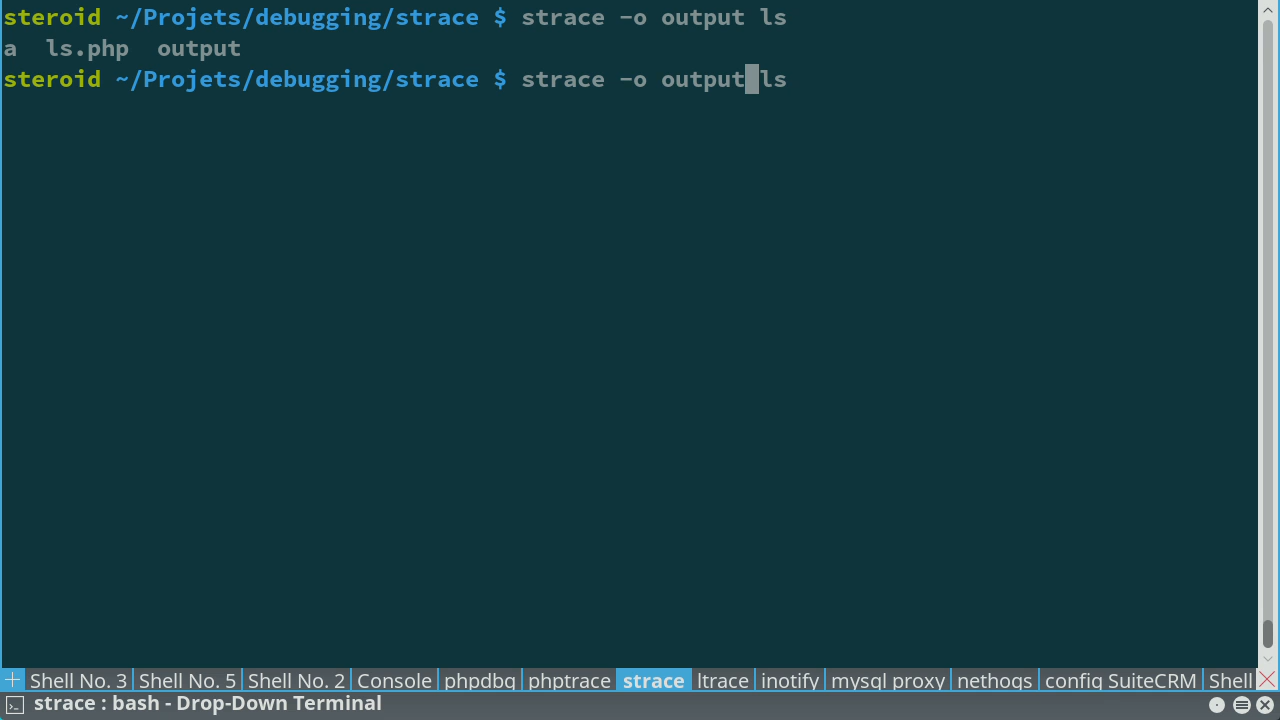 steroid ~/Projets/debugging/strace $ strace -o output ls
a  ls.php  output
steroid ~/Projets/debugging/strace $ strace -o output ls
Shell No. 3 Shell No. 5 Shell No. 2 Console phpdbg phptrace strace ltrace inotify mysql proxy nethogs config SuiteCRM Shell
strace : bash - Drop-Down Terminal